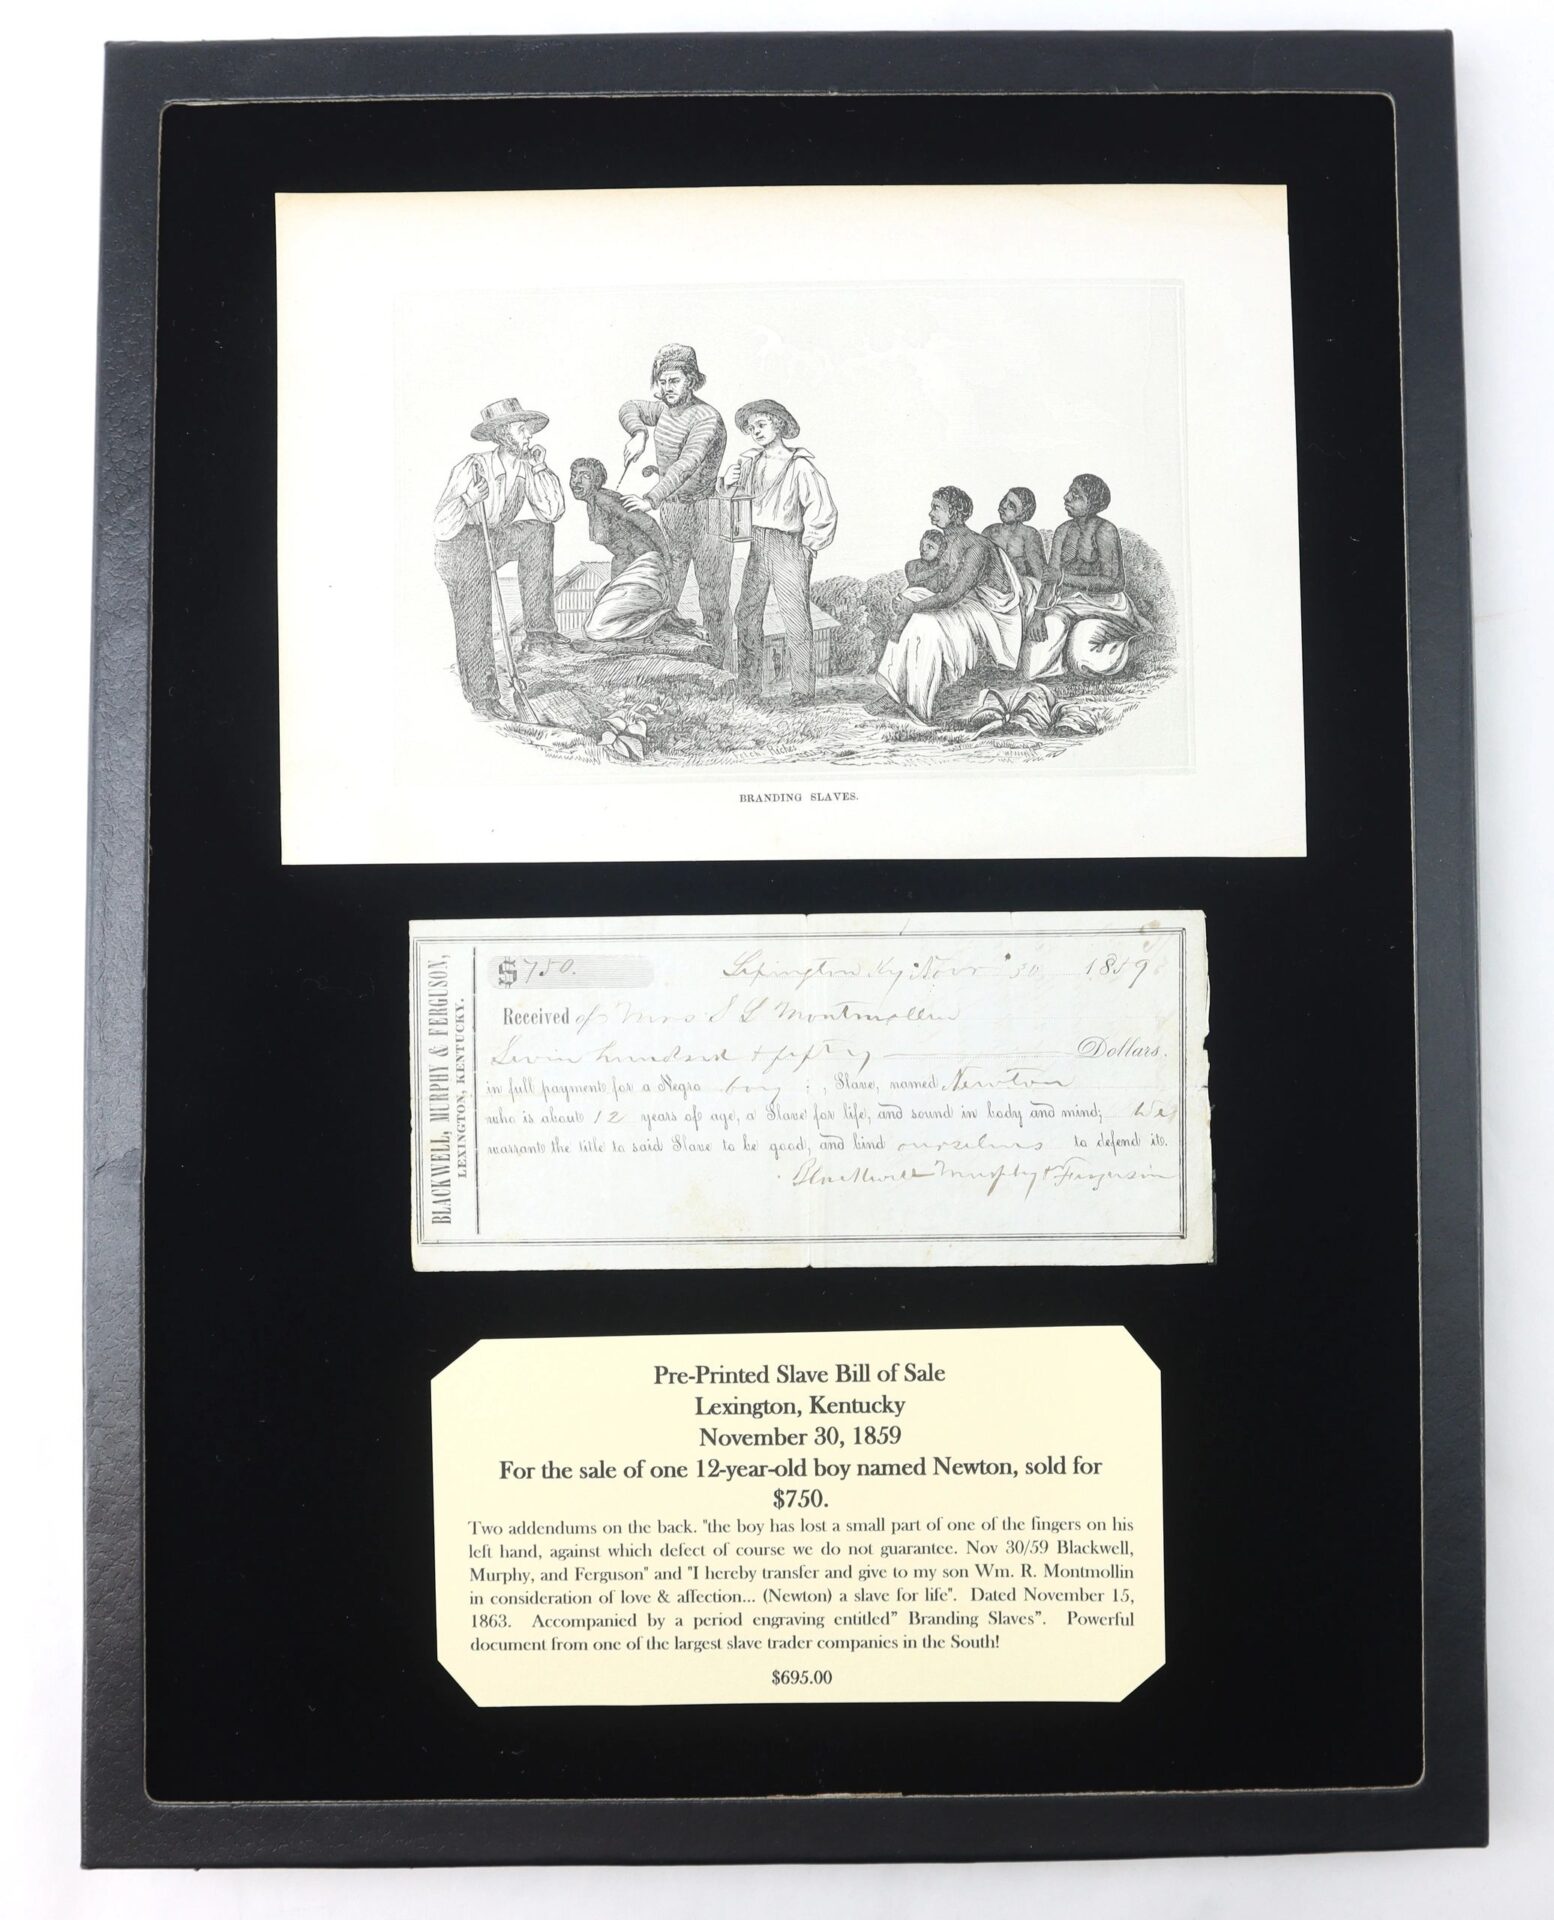 BRANDING SLAVES.
BLACKWELL, MURPHY & FERGUSON,
LEXINGTON, KENTUCKY.
$750. Lexington Ky Novr 30 1859
Received of Mrs J L Montmollin
Sevin hundred & fifty Dollars.
in full payment for a Negro boy ; , Slave, named Newton
who is about 12 years of age, a Slave for life, and sound in body and mind; We
warrant the title to said Slave to be good, and bind ourselves to defend it.
Blackwell Murphy & Ferguson
Pre-Printed Slave Bill of Sale
Lexington, Kentucky
November 30, 1859
For the sale of one 12-year-old boy named Newton, sold for
$750.
Two addendums on the back. "the boy has lost a small part of one of the fingers on his
left hand, against which defect of course we do not guarantee. Nov 30/59 Blackwell,
Murphy, and Ferguson" and "I hereby transfer and give to my son Wm. R. Montmollin
in consideration of love & affection... (Newton) a slave for life". Dated November 15,
1863. Accompanied by a period engraving entitled" Branding Slaves". Powerful
document from one of the largest slave trader companies in the South!
$695.00